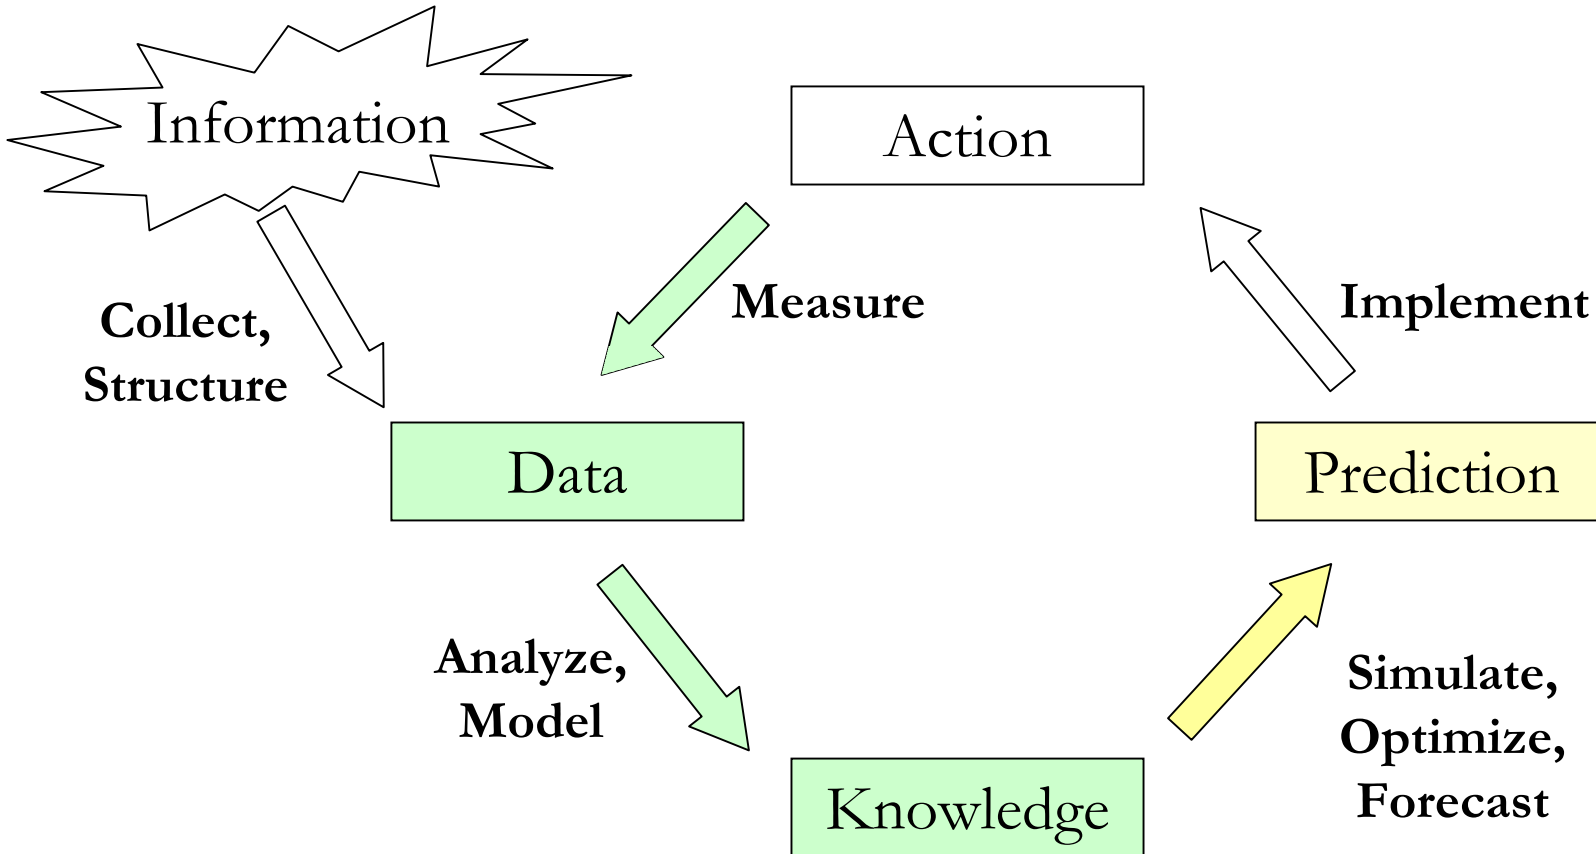 Information
Action
Measure
Implement
Collect,
Structure
Data
Prediction
Analyze,
Model
Simulate,
Optimize,
Forecast
Knowledge